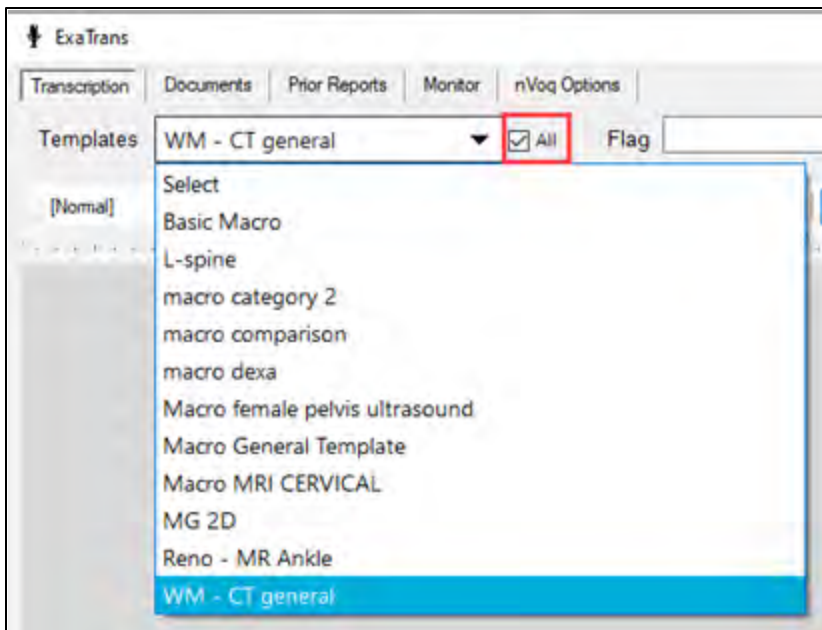 ExaTrans
Transcription Documents Prior Reports Monitor nVoq Options
Templates WM - CT general All Flag
[Normal] Select
Basic Macro
L-spine
macro category 2
macro comparison
macro dexa
Macro female pelvis ultrasound
Macro General Template
Macro MRI CERVICAL
MG 2D
Reno - MR Ankle
WM - CT general